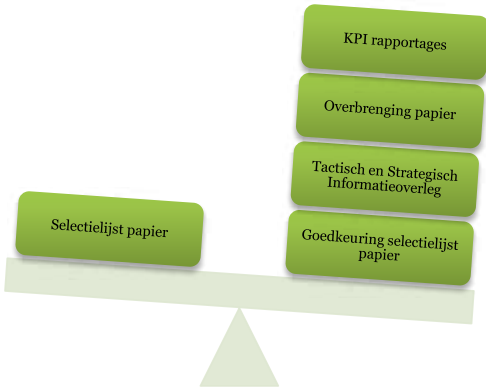 KPI rapportages
Overbrenging papier
Tactisch en Strategisch
Informatieoverleg
Selectielijst papier
Goedkeuring selectielijst
papier